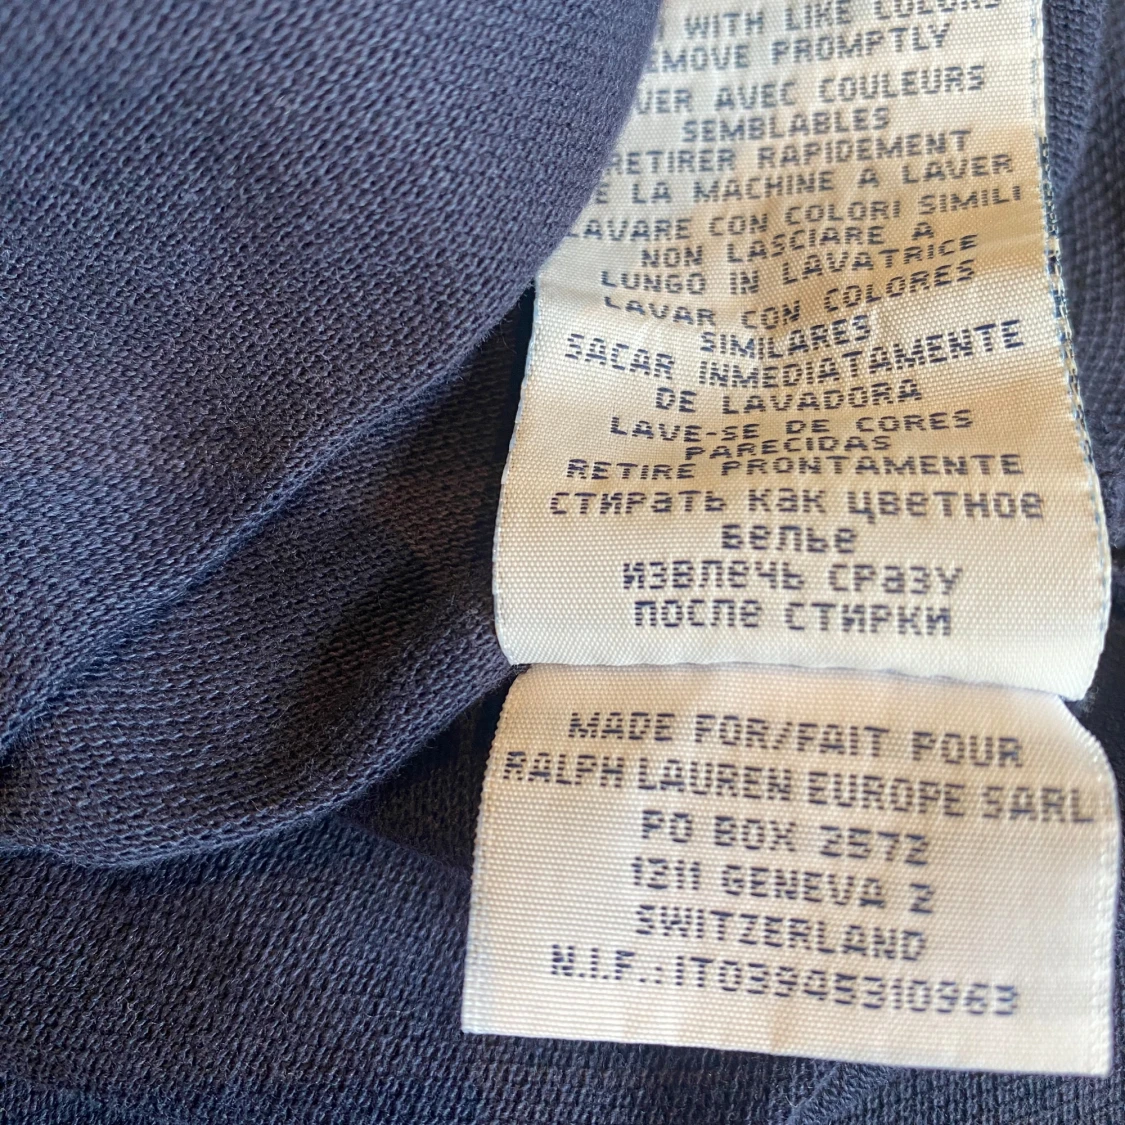 WITH LIKE COLORS
REMOVE PROMPTLY
VER AVEC COULEURS
SEMBLABLES
RETIRER RAPIDEMENT
E LA MACHINE A LAVER
LAVARE CON COLORI SIMILI
NON LASCIARE A
LUNGO IN LAVATRICE
LAVAR CON COLORES
SIMILARES
SACAR INMEDIATAMENTE
DE LAVADORA
LAVE-SE DE CORES
PARECIDAS
RETIRE PRONTAMENTE
стирать как цветное
белье
извлечь сразу
после стирки
MADE FOR/FAIT POUR
RALPH LAUREN EUROPE SARL
PO BOX 2572
1211 GENEVA 2
SWITZERLAND
N.I.F.:IT03945310963